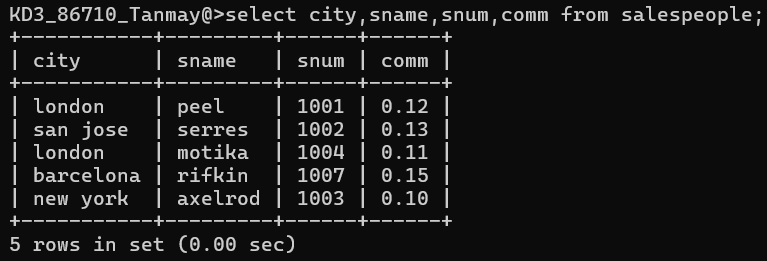 KD3_86710_Tanmay@>select city,sname,snum,comm from salespeople;
+-----------+---------+------+------+
| city      | sname   | snum | comm |
+-----------+---------+------+------+
| london    | peel    | 1001 | 0.12 |
| san jose  | serres  | 1002 | 0.13 |
| london    | motika  | 1004 | 0.11 |
| barcelona | rifkin  | 1007 | 0.15 |
| new york  | axelrod | 1003 | 0.10 |
+-----------+---------+------+------+
5 rows in set (0.00 sec)